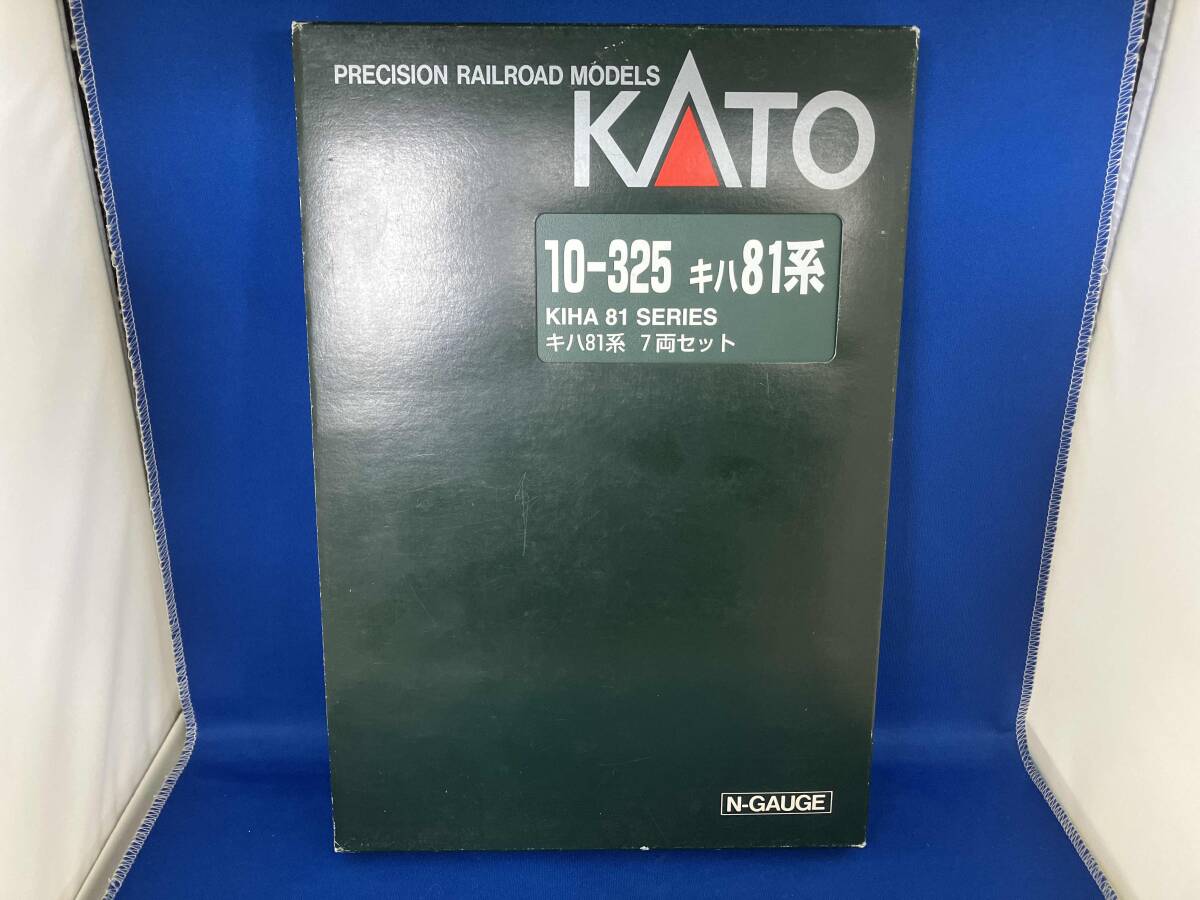 PRECISION RAILROAD MODELS
KATO
10-325 キハ81系
KIHA 81 SERIES
キハ81系 7両セット
N-GAUGE